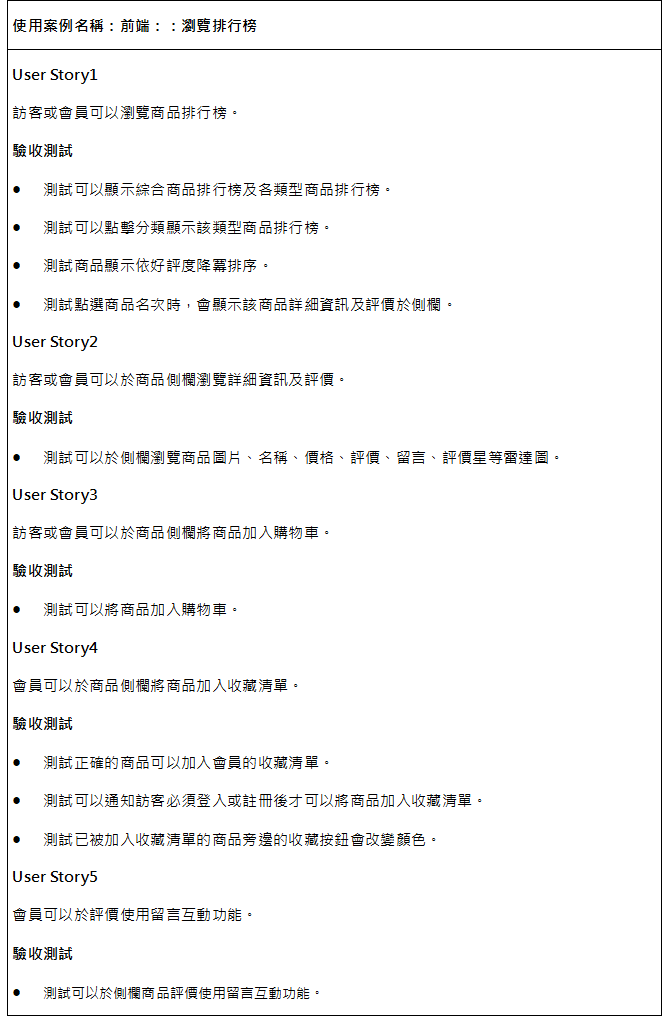 使用案例名稱：前端：：瀏覽排行榜
User Story1
訪客或會員可以瀏覽商品排行榜。
驗收測試
● 測試可以顯示綜合商品排行榜及各類型商品排行榜。
● 測試可以點擊分類顯示該類型商品排行榜。
● 測試商品顯示依好評度降冪排序。
● 測試點選商品名次時，會顯示該商品詳細資訊及評價於側欄。
User Story2
訪客或會員可以於商品側欄瀏覽詳細資訊及評價。
驗收測試
● 測試可以於側欄瀏覽商品圖片、名稱、價格、評價、留言、評價星等雷達圖。
User Story3
訪客或會員可以於商品側欄將商品加入購物車。
驗收測試
● 測試可以將商品加入購物車。
User Story4
會員可以於商品側欄將商品加入收藏清單。
驗收測試
● 測試正確的商品可以加入會員的收藏清單。
● 測試可以通知訪客必須登入或註冊後才可以將商品加入收藏清單。
● 測試已被加入收藏清單的商品旁邊的收藏按鈕會改變顏色。
User Story5
會員可以於評價使用留言互動功能。
驗收測試
● 測試可以於側欄商品評價使用留言互動功能。